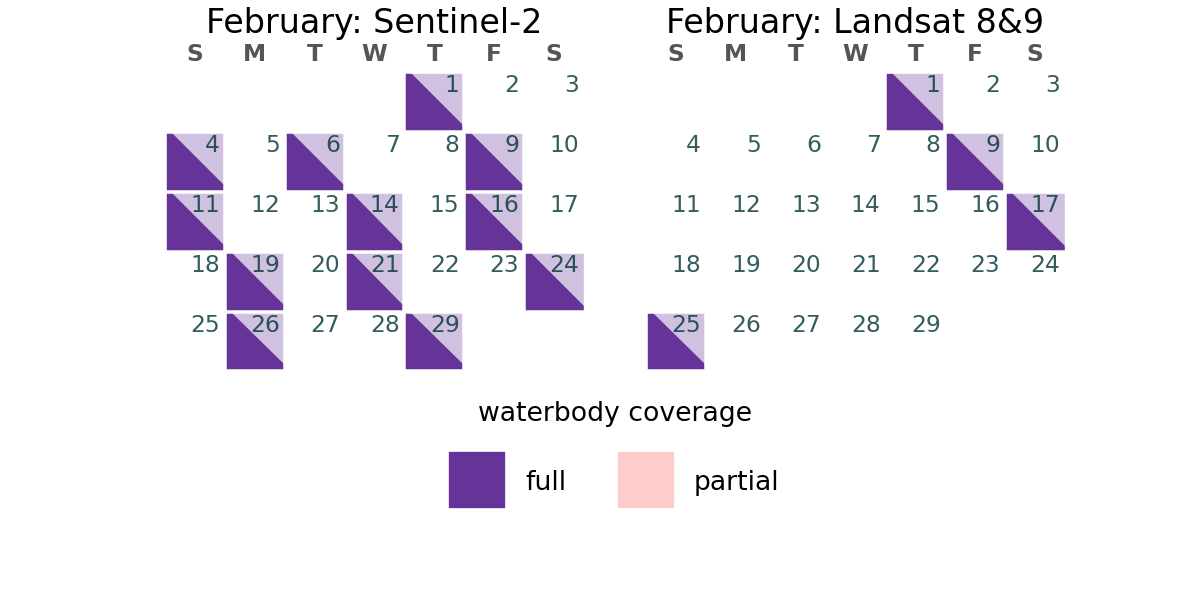 February: Sentinel-2
S M T W T F S
1 2 3
4 5 6 7 8 9 10
11 12 13 14 15 16 17
18 19 20 21 22 23 24
25 26 27 28 29
February: Landsat 8&9
S M T W T F S
1 2 3
4 5 6 7 8 9 10
11 12 13 14 15 16 17
18 19 20 21 22 23 24
25 26 27 28 29
waterbody coverage
full partial